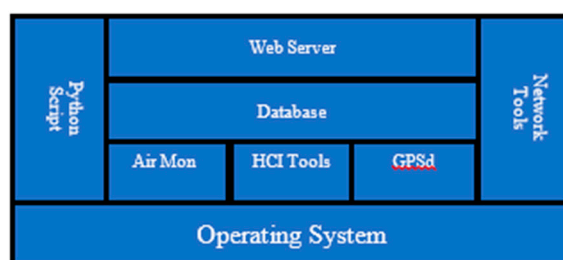 Python
Script
Web Server
Network
Tools
Database
Air Mon
HCI Tools
GPSd
Operating System